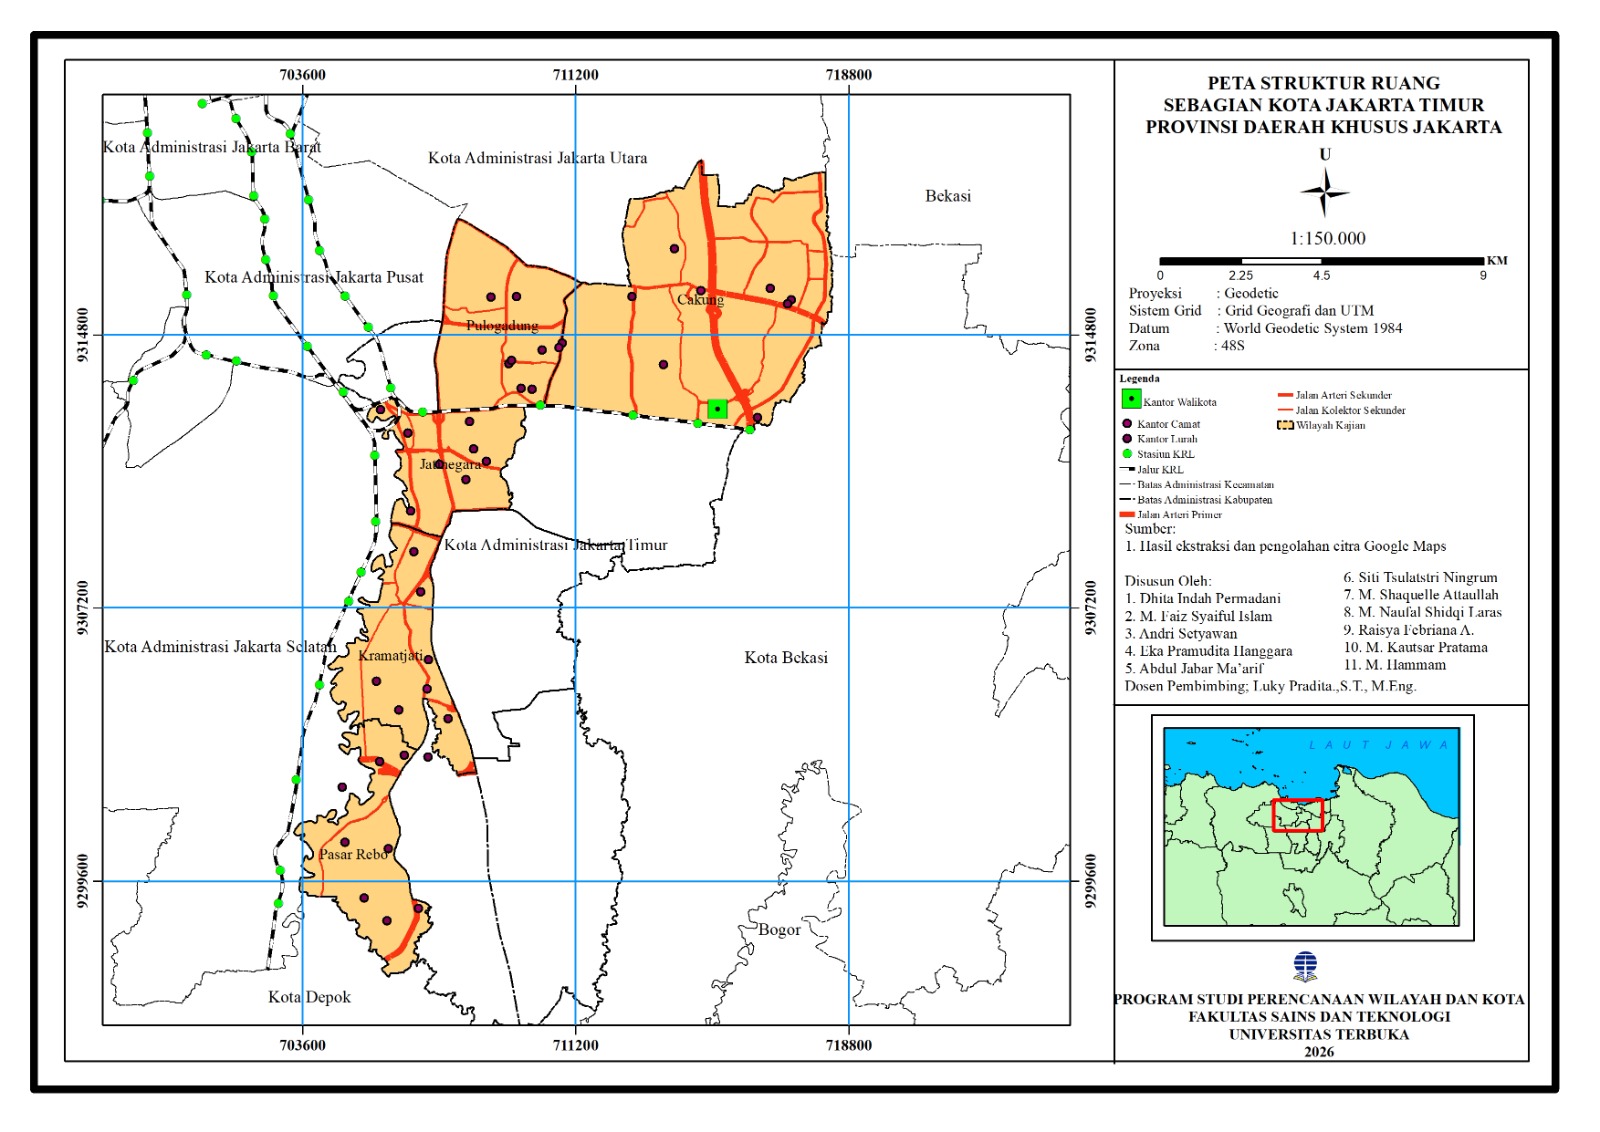 703600
711200
718800
Kota Administrasi Jakarta Barat
Kota Administrasi Jakarta Utara
Bekasi
Kota Administrasi Jakarta Pusat
Cakung
Pulogadung
9314800
9314800
Jatinegara
Kota Administrasi Jakarta Timur
9307200
9307200
Kota Administrasi Jakarta Selatan
Kramatjati
Kota Bekasi
Pasar Rebo
9299600
9299600
Bogor
Kota Depok
703600
711200
718800
PETA STRUKTUR RUANG
SEBAGIAN KOTA JAKARTA TIMUR
PROVINSI DAERAH KHUSUS JAKARTA
U
1:150.000
KM
0 2.25 4.5 9
Proyeksi : Geodetic
Sistem Grid : Grid Geografi dan UTM
Datum : World Geodetic System 1984
Zona : 48S
Legenda
Kantor Walikota
Kantor Camat
Kantor Lurah
Stasiun KRL
Jalur KRL
Batas Administrasi Kecamatan
Batas Administrasi Kabupaten
Jalan Arteri Primer
Jalan Arteri Sekunder
Jalan Kolektor Sekunder
Wilayah Kajian
Sumber:
1. Hasil ekstraksi dan pengolahan citra Google Maps
Disusun Oleh:
1. Dhita Indah Permadani
2. M. Faiz Syaiful Islam
3. Andri Setyawan
4. Eka Pramudita Hanggara
5. Abdul Jabar Ma'arif
6. Siti Tsulatstri Ningrum
7. M. Shaquelle Attaullah
8. M. Naufal Shidqi Laras
9. Raisya Febriana A.
10. M. Kautsar Pratama
11. M. Hammam
Dosen Pembimbing; Luky Pradita.,S.T., M.Eng.
LAUT JAWA
PROGRAM STUDI PERENCANAAN WILAYAH DAN KOTA
FAKULTAS SAINS DAN TEKNOLOGI
UNIVERSITAS TERBUKA
2026